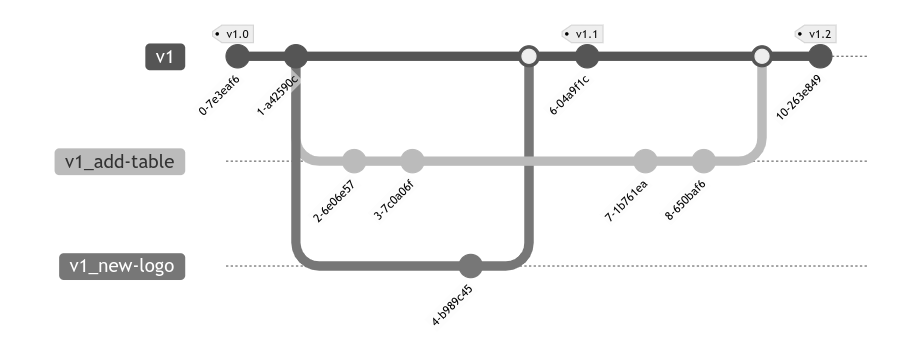 v1.0
v1.1
v1.2
v1
0-7e3eaf6
1-a42590c
6-04a9f1c
10-263e849
v1_add-table
2-6e06e57
3-7c0a06f
7-1b761ea
8-650baf6
v1_new-logo
4-b989c45